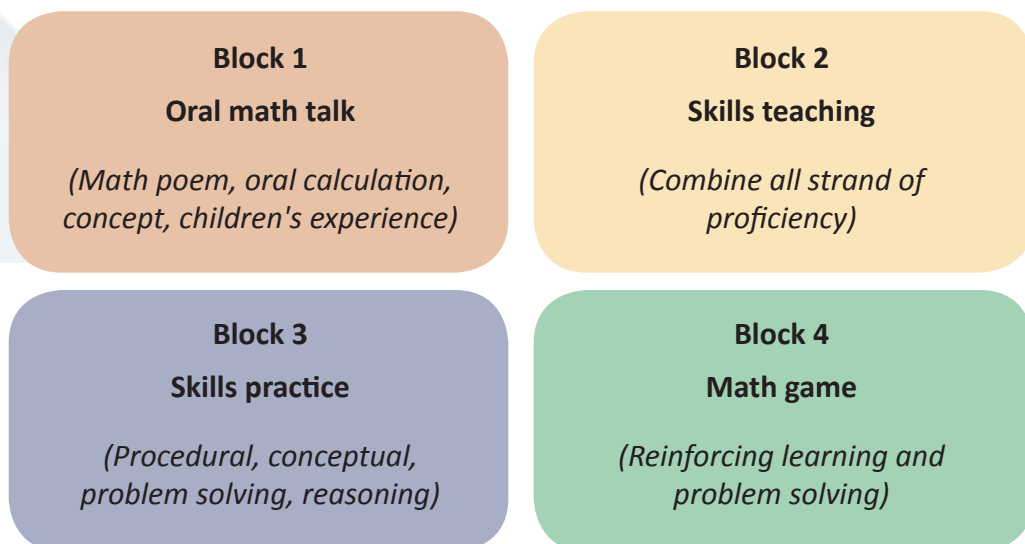 Block 1
Oral math talk
(Math poem, oral calculation,
concept, children's experience)
Block 2
Skills teaching
(Combine all strand of
proficiency)
Block 3
Skills practice
(Procedural, conceptual,
problem solving, reasoning)
Block 4
Math game
(Reinforcing learning and
problem solving)